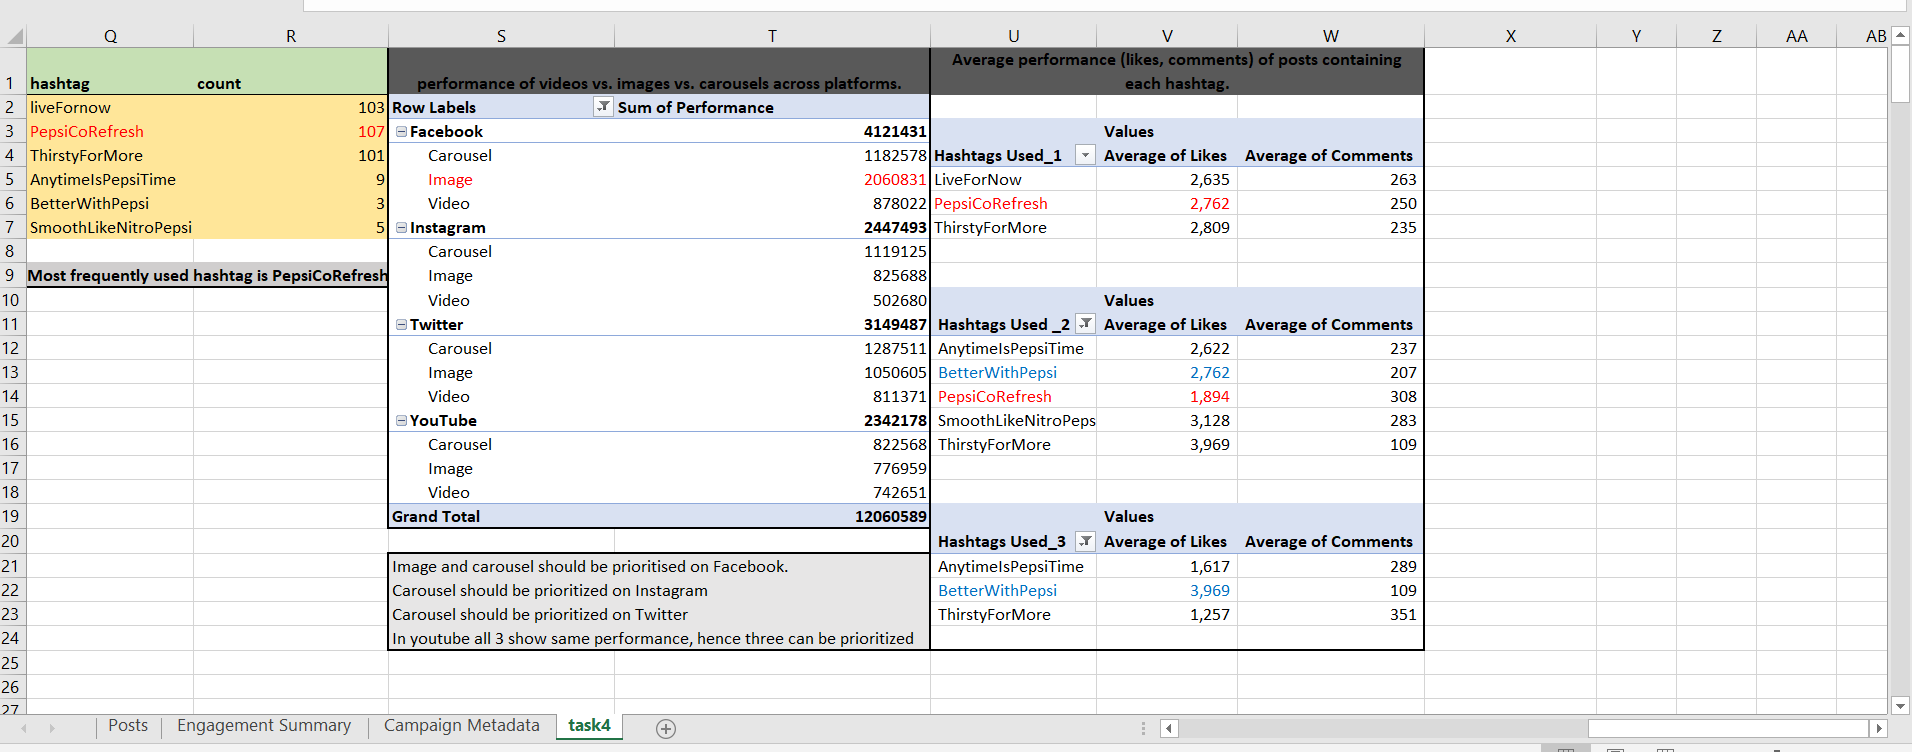 Q R S T U V W X Y Z AA AB
Average performance (likes, comments) of posts containing
1 hashtag count performance of videos vs. images vs. carousels across platforms. each hashtag.
2 liveFornow 103 Row Labels Sum of Performance
3 PepsiCoRefresh 107 Facebook 4121431 Values
4 ThirstyForMore 101 Carousel 1182578 Hashtags Used_1 Average of Likes Average of Comments
5 AnytimeIsPepsiTime 9 Image 2060831 LiveForNow 2,635 263
6 BetterWithPepsi 3 Video 878022 PepsiCoRefresh 2,762 250
7 SmoothLikeNitroPepsi 5 Instagram 2447493 ThirstyForMore 2,809 235
8 Carousel 1119125
9 Most frequently used hashtag is PepsiCoRefresh Image 825688
10 Video 502680 Values
11 Twitter 3149487 Hashtags Used _2 Average of Likes Average of Comments
12 Carousel 1287511 AnytimeIsPepsiTime 2,622 237
13 Image 1050605 BetterWithPepsi 2,762 207
14 Video 811371 PepsiCoRefresh 1,894 308
15 YouTube 2342178 SmoothLikeNitroPeps 3,128 283
16 Carousel 822568 ThirstyForMore 3,969 109
17 Image 776959
18 Video 742651
19 Grand Total 12060589 Values
20 Hashtags Used_3 Average of Likes Average of Comments
21 Image and carousel should be prioritised on Facebook. AnytimeIsPepsiTime 1,617 289
22 Carousel should be prioritized on Instagram BetterWithPepsi 3,969 109
23 Carousel should be prioritized on Twitter ThirstyForMore 1,257 351
24 In youtube all 3 show same performance, hence three can be prioritized
25
26
27
Posts Engagement Summary Campaign Metadata task4